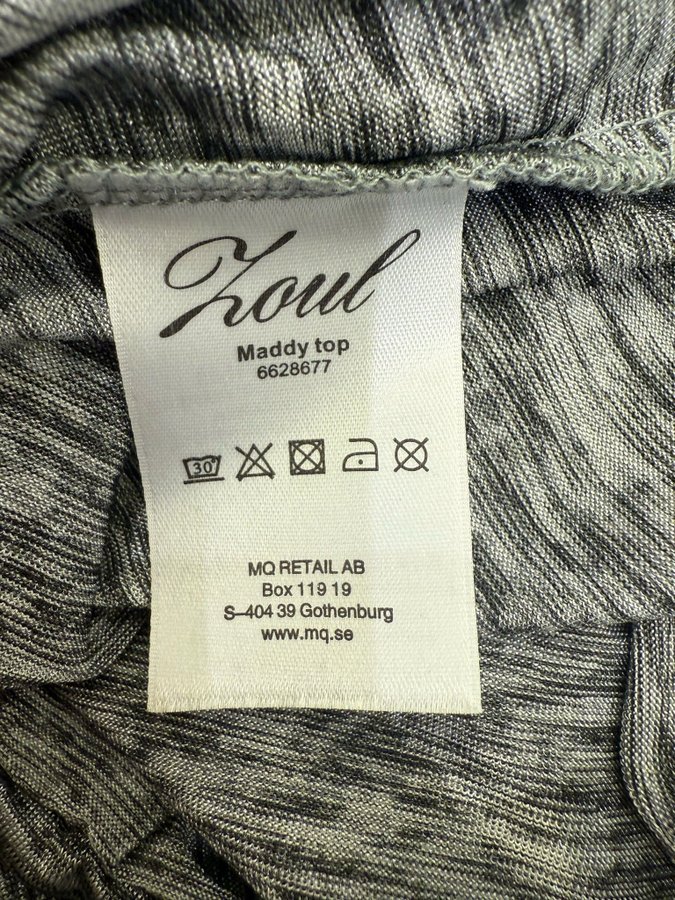 Zoul
Maddy top
6628677
30°
MQ RETAIL AB
Box 119 19
S–404 39 Gothenburg
www.mq.se